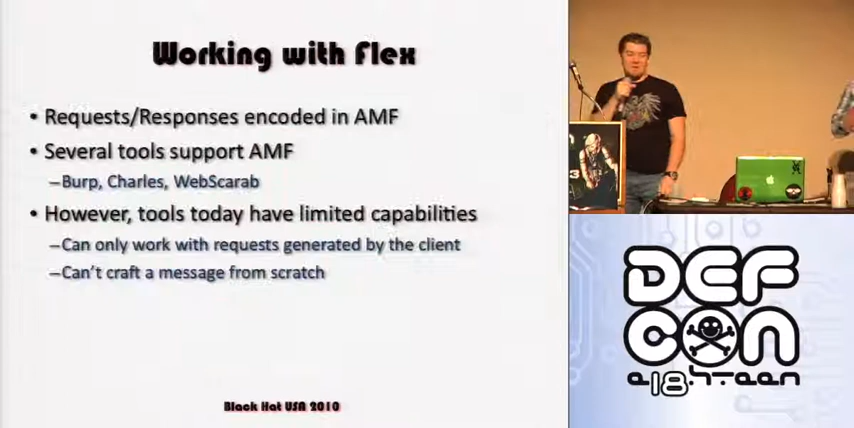 Working with Flex
• Requests/Responses encoded in AMF
• Several tools support AMF
–Burp, Charles, WebScarab
• However, tools today have limited capabilities
–Can only work with requests generated by the client
–Can't craft a message from scratch
Black Hat USA 2010
DEF
CON
18